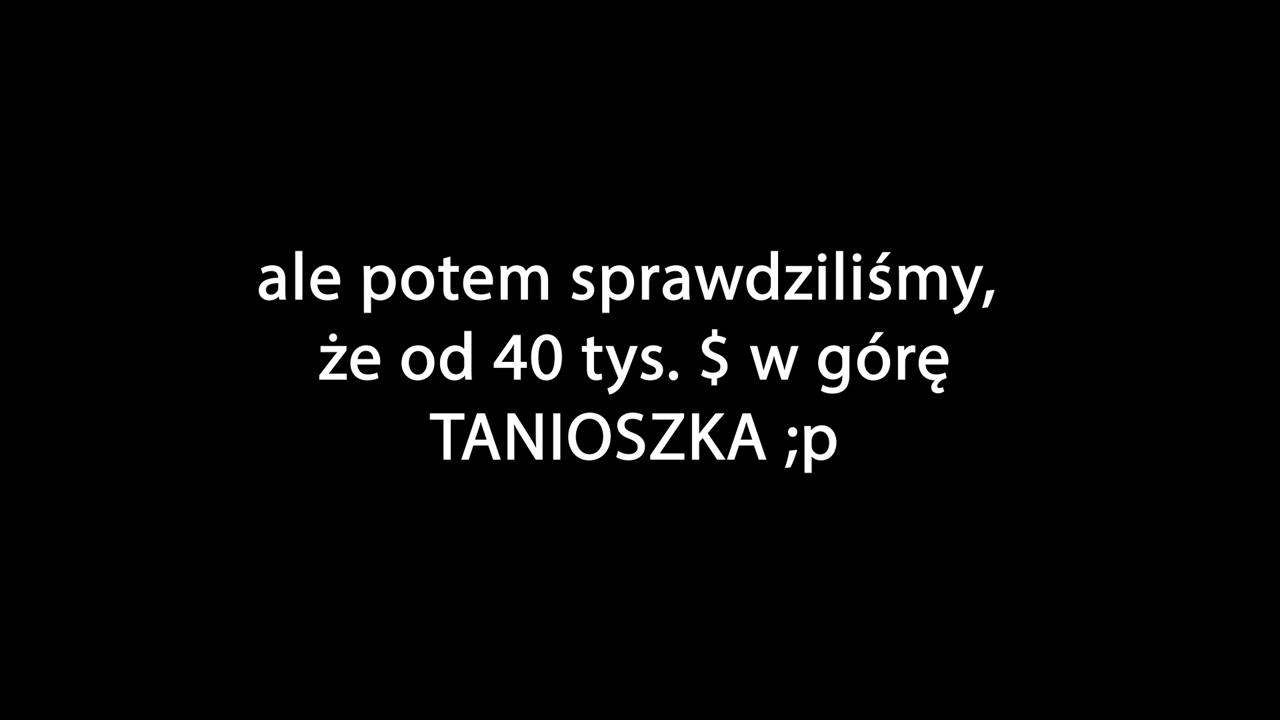 ale potem sprawdziliśmy,
że od 40 tys. $ w górę
TANIOSZKA ;p